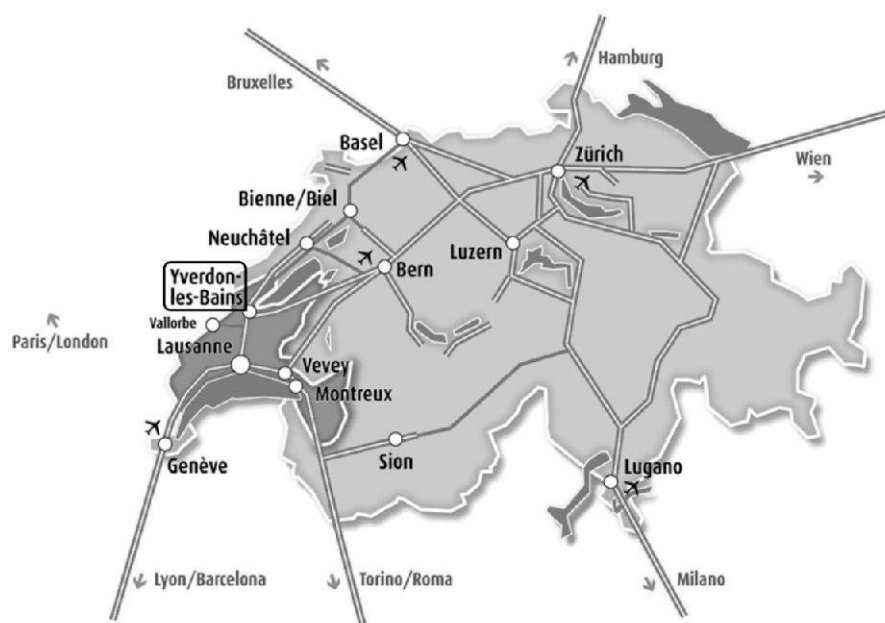 Hamburg
Bruxelles
Basel
Zürich
Wien
Bienne/Biel
Neuchâtel
Luzern
Bern
Yverdon-
les-Bains
Vallorbe
Paris/London
Lausanne
Vevey
Montreux
Genève
Sion
Lugano
Lyon/Barcelona
Torino/Roma
Milano